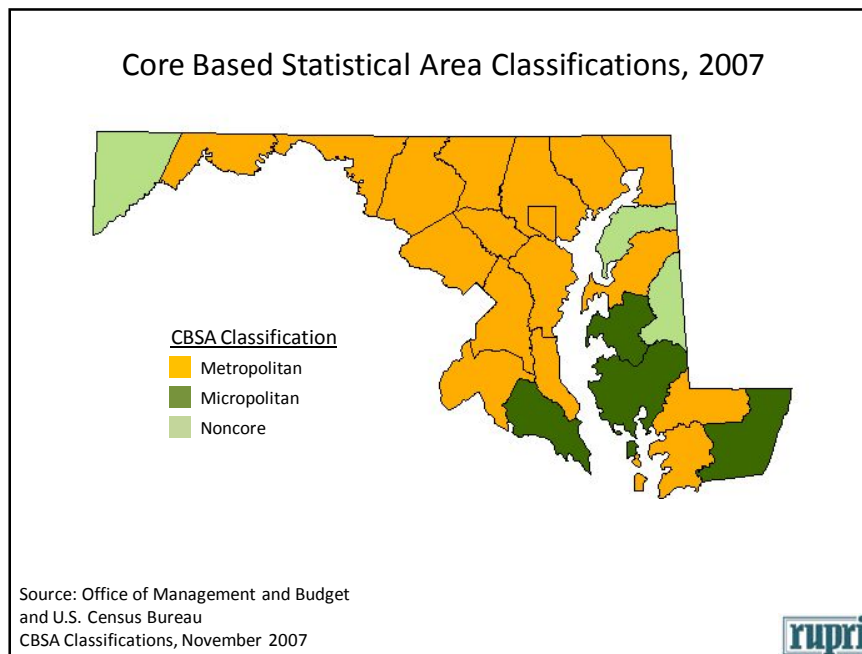 Core Based Statistical Area Classifications, 2007
CBSA Classification
Metropolitan
Micropolitan
Noncore
Source: Office of Management and Budget
and U.S. Census Bureau
CBSA Classifications, November 2007
rupri